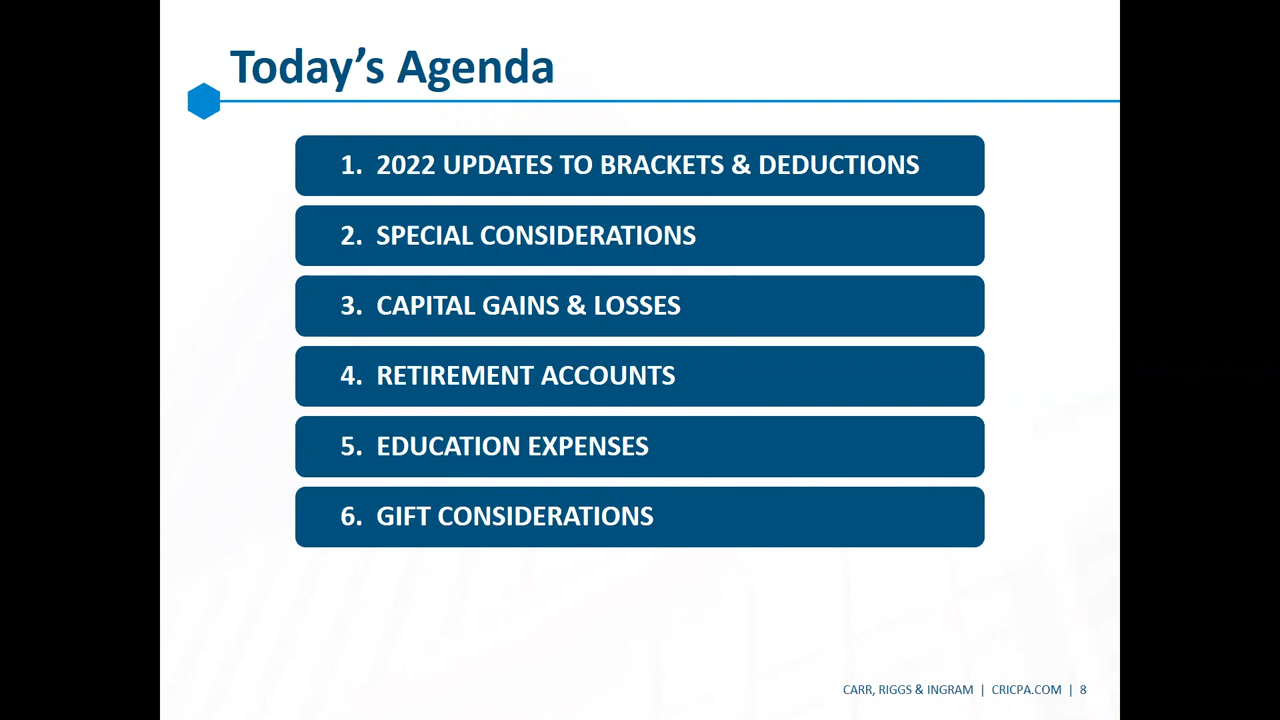 Today’s Agenda
1. 2022 UPDATES TO BRACKETS & DEDUCTIONS
2. SPECIAL CONSIDERATIONS
3. CAPITAL GAINS & LOSSES
4. RETIREMENT ACCOUNTS
5. EDUCATION EXPENSES
6. GIFT CONSIDERATIONS
CARR, RIGGS & INGRAM | CRICPA.COM | 8